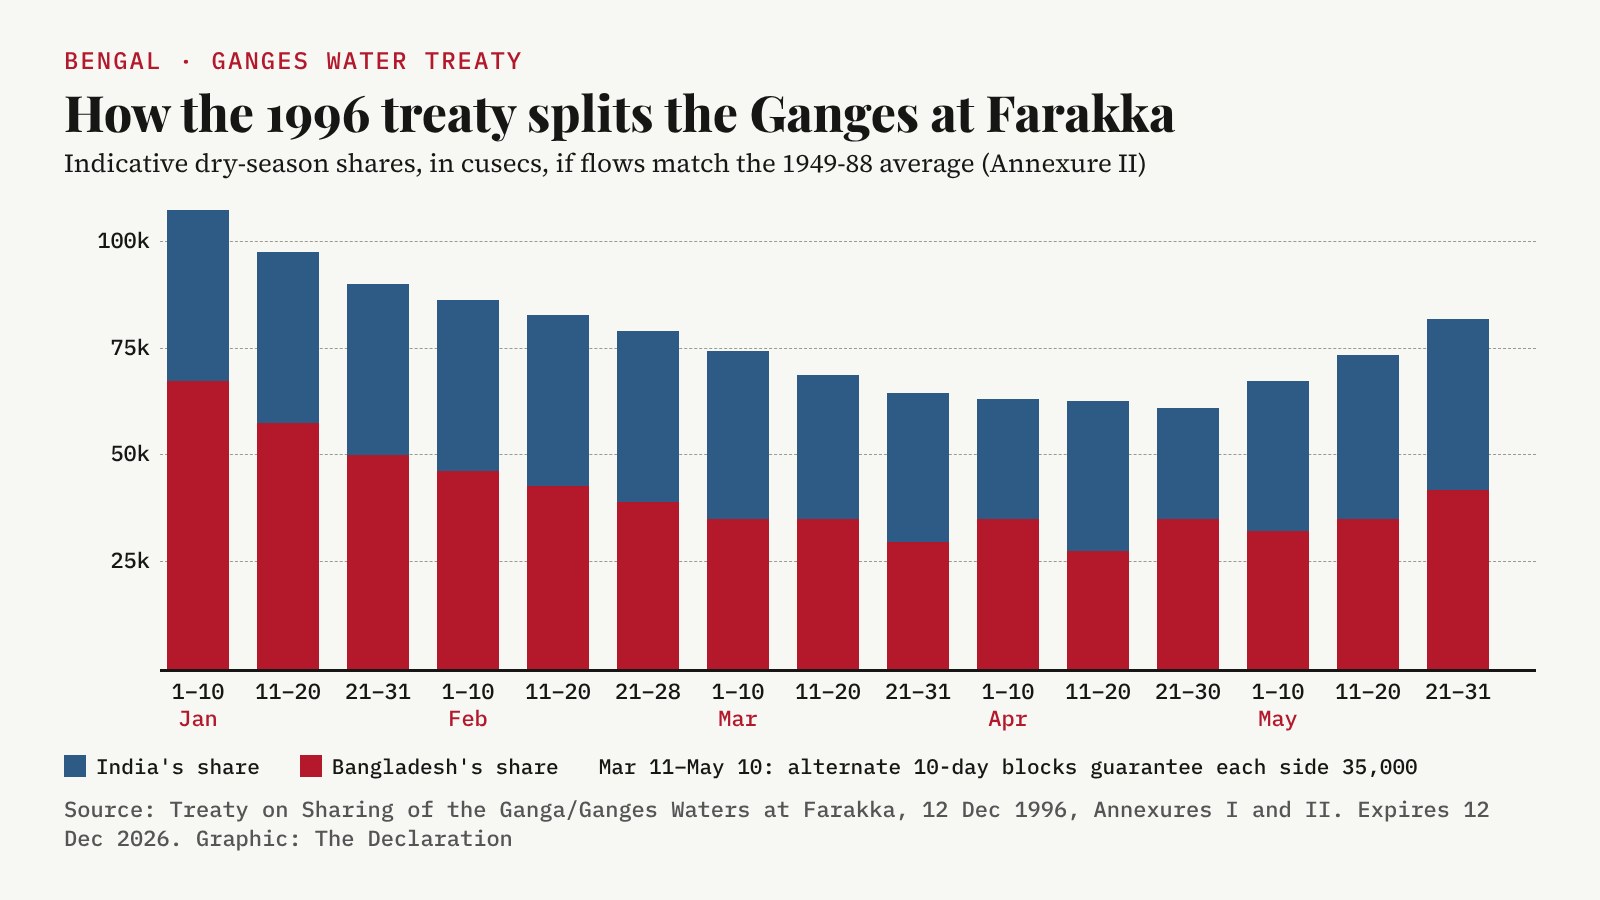 BENGAL · GANGES WATER TREATY
How the 1996 treaty splits the Ganges at Farakka
Indicative dry-season shares, in cusecs, if flows match the 1949-88 average (Annexure II)
100k
75k
50k
25k
1–10 11–20 21–31 1–10 11–20 21–28 1–10 11–20 21–31 1–10 11–20 21–30 1–10 11–20 21–31
Jan Feb Mar Apr May
India's share Bangladesh's share Mar 11–May 10: alternate 10-day blocks guarantee each side 35,000
Source: Treaty on Sharing of the Ganga/Ganges Waters at Farakka, 12 Dec 1996, Annexures I and II. Expires 12
Dec 2026. Graphic: The Declaration